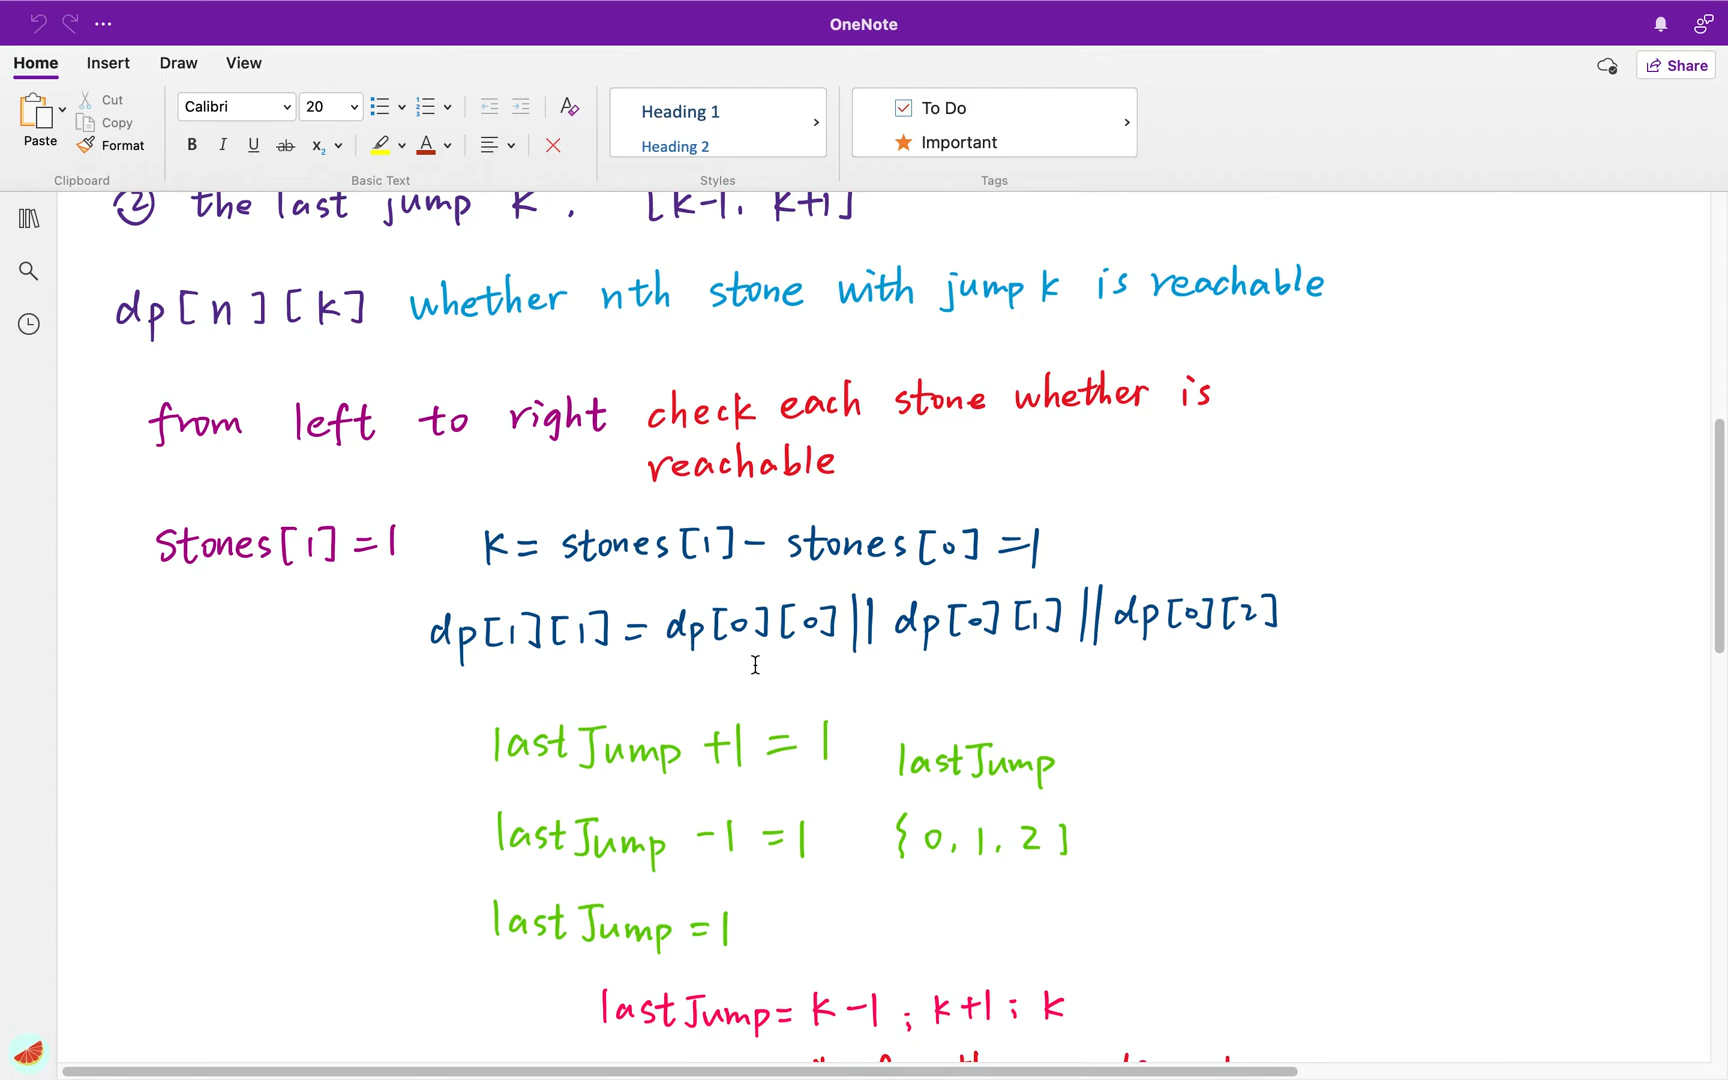 OneNote
Home Insert Draw View
Share
Paste
Cut
Copy
Format
Clipboard
Calibri 20
B I U ab x₂ A
Basic Text
Heading 1
Heading 2
Styles
To Do
Important
Tags
② the last jump k . [k-1, k+1]
dp[n][k] whether nth stone with jump k is reachable
from left to right check each stone whether is
reachable
Stones[1]=1 K= stones[1]- stones[0]=1
dp[1][1] = dp[0][0] || dp[0][1] || dp[0][2]
lastJump +1 = 1 lastJump
lastJump -1 = 1 { 0, 1, 2 ]
lastJump = 1
lastJump= k-1 ; k+1 ; k